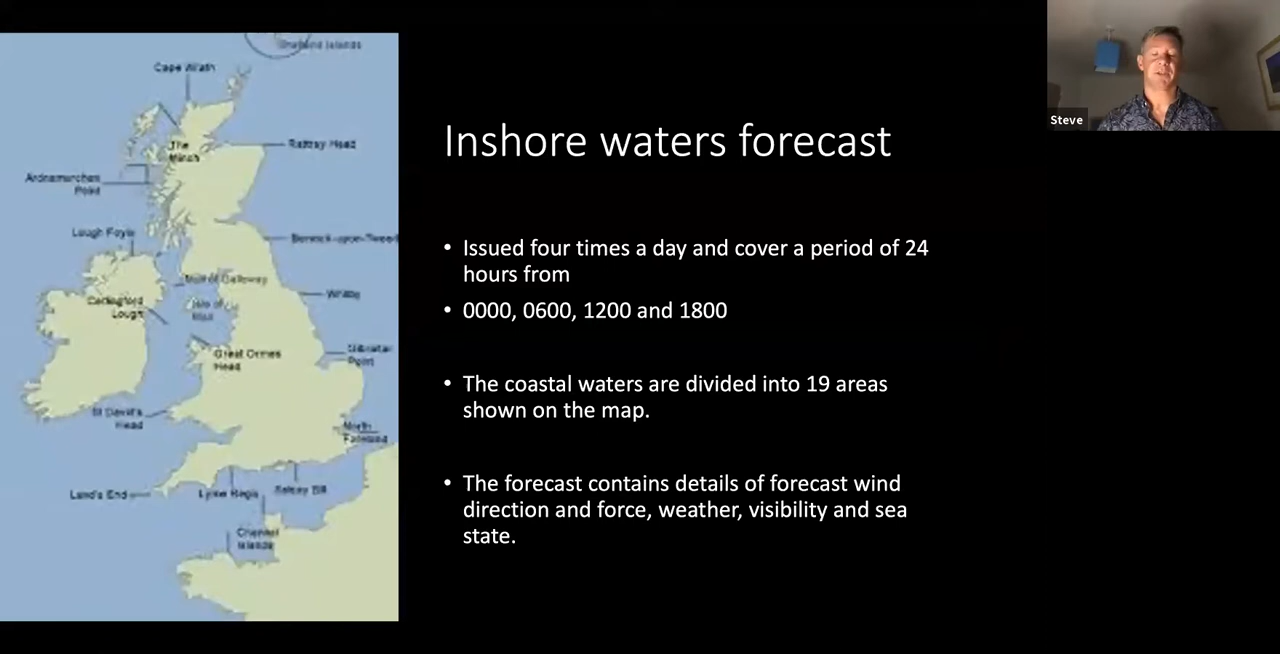 Shetland Islands
Cape Wrath
The
Minch
Rattray Head
Ardnamurchan
Point
Lough Foyle
Berwick-upon-Tweed
Mull of Galloway
Carlingford
Lough
Isle of
Man
Whitby
Great Ormes
Head
Gibraltar
Point
St David's
Head
North
Foreland
Land's End
Lyme Regis
Selsey Bill
Channel
Islands
Inshore waters forecast
• Issued four times a day and cover a period of 24
hours from
• 0000, 0600, 1200 and 1800
• The coastal waters are divided into 19 areas
shown on the map.
• The forecast contains details of forecast wind
direction and force, weather, visibility and sea
state.
Steve